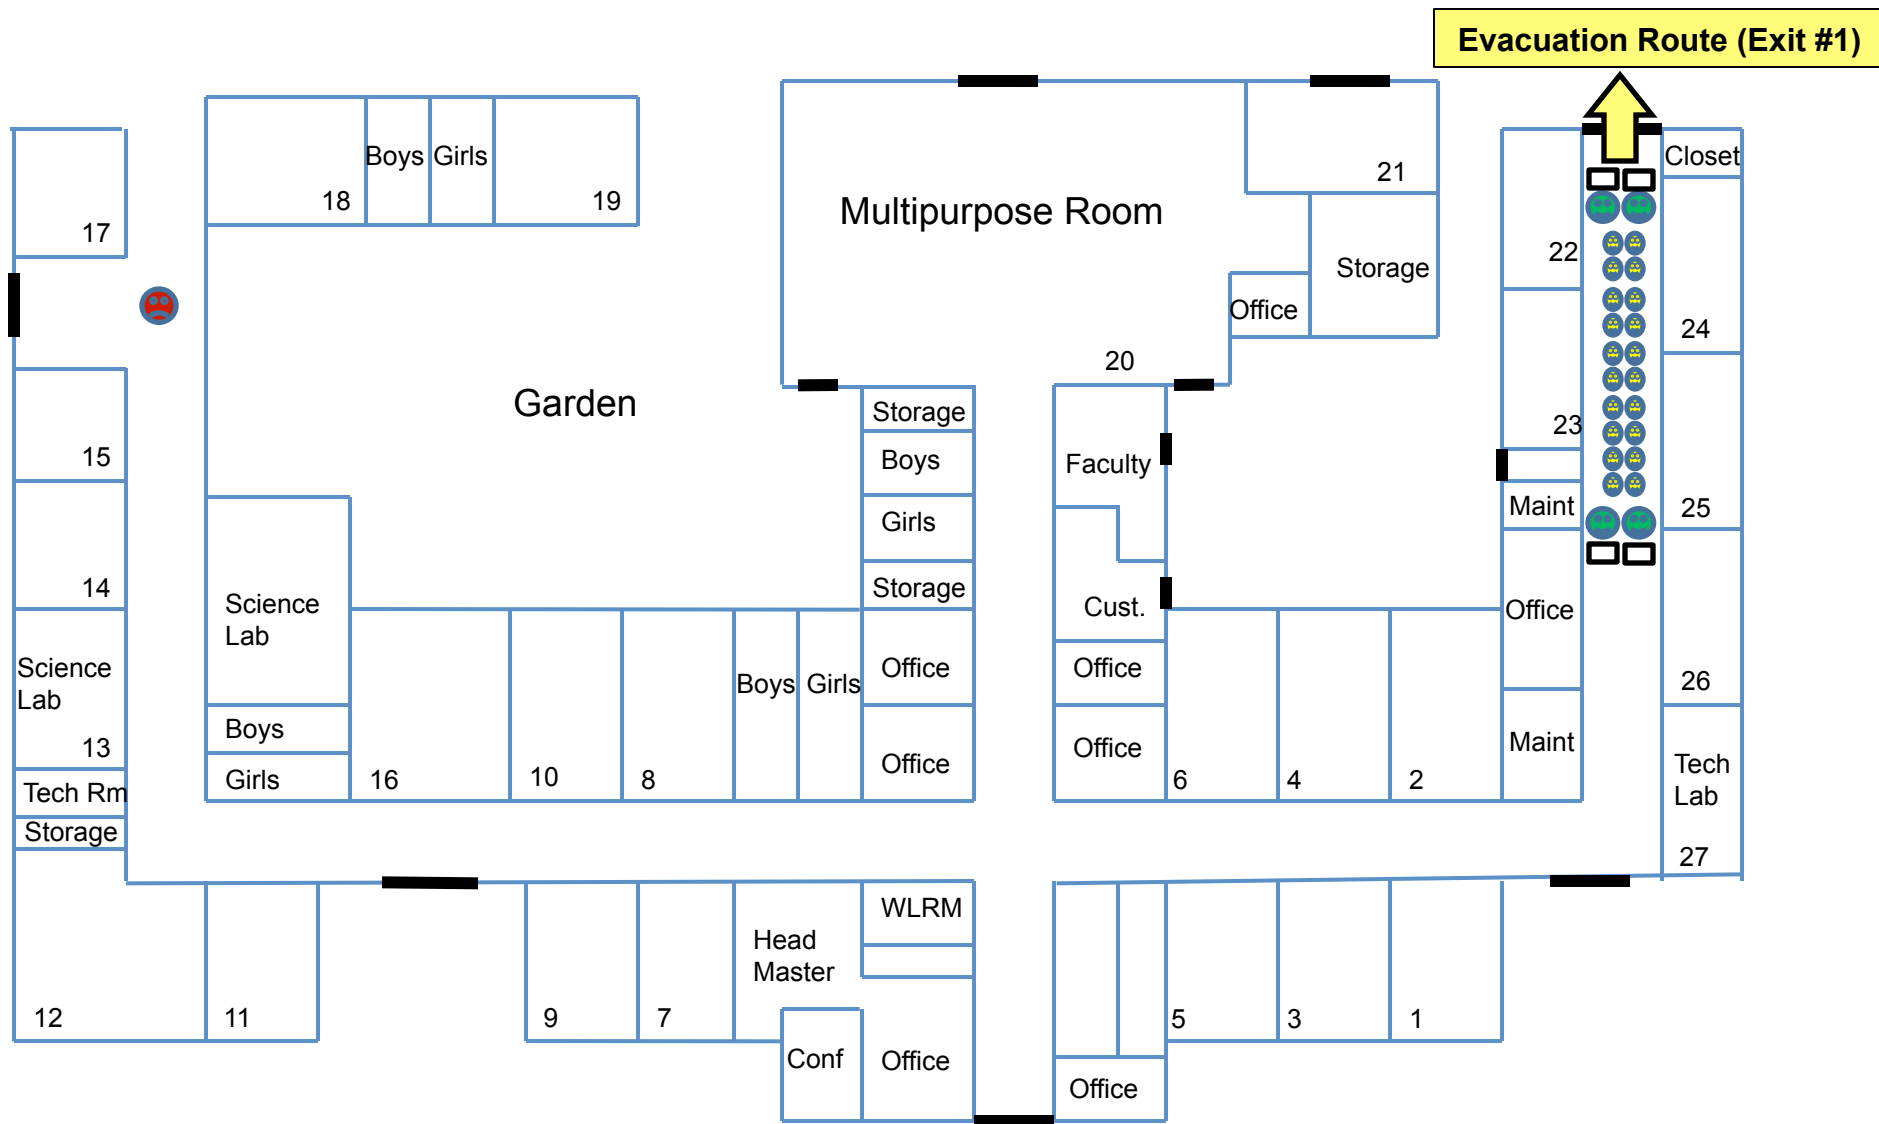 Evacuation Route (Exit #1)
Boys
Girls
Closet
18
19
21
17
Multipurpose Room
22
Storage
Office
24
20
Garden
15
Storage
23
Boys
Faculty
Maint
25
Girls
14
Storage
Science
Lab
Cust.
Office
Science
Lab
Boys
Girls
Office
Office
26
13
Boys
Office
Office
Maint
Tech
Lab
Tech Rm
Girls
16
10
8
6
4
2
Storage
27
WLRM
Head
Master
12
11
9
7
5
3
1
Conf
Office
Office